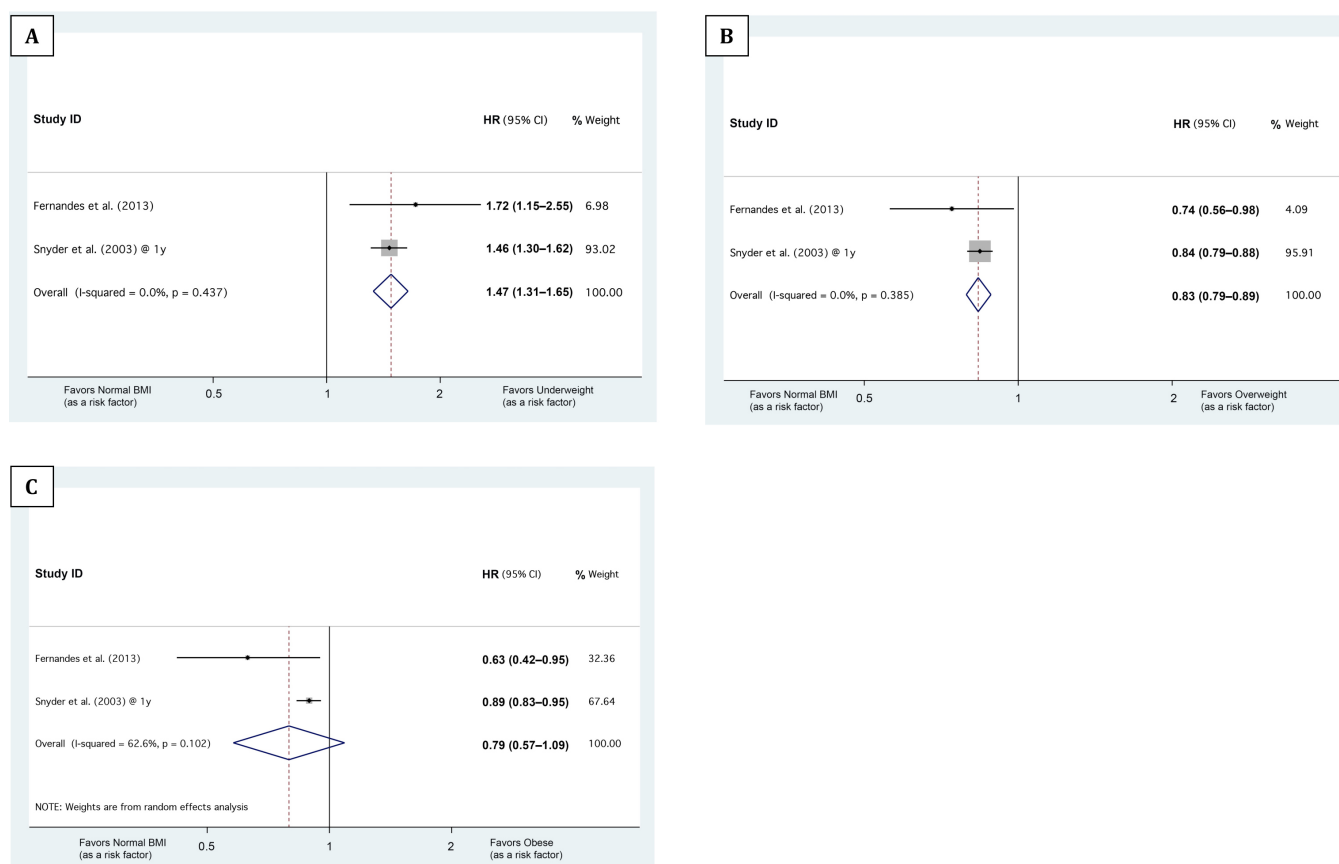 A
Study ID HR (95% CI) % Weight
Fernandes et al. (2013) 1.72 (1.15–2.55) 6.98
Snyder et al. (2003) @ 1y 1.46 (1.30–1.62) 93.02
Overall (I-squared = 0.0%, p = 0.437) 1.47 (1.31–1.65) 100.00
0.5 1 2
Favors Normal BMI Favors Underweight
(as a risk factor) (as a risk factor)
B
Study ID HR (95% CI) % Weight
Fernandes et al. (2013) 0.74 (0.56–0.98) 4.09
Snyder et al. (2003) @ 1y 0.84 (0.79–0.88) 95.91
Overall (I-squared = 0.0%, p = 0.385) 0.83 (0.79–0.89) 100.00
0.5 1 2
Favors Normal BMI Favors Overweight
(as a risk factor) (as a risk factor)
C
Study ID HR (95% CI) % Weight
Fernandes et al. (2013) 0.63 (0.42–0.95) 32.36
Snyder et al. (2003) @ 1y 0.89 (0.83–0.95) 67.64
Overall (I-squared = 62.6%, p = 0.102) 0.79 (0.57–1.09) 100.00
NOTE: Weights are from random effects analysis
0.5 1 2
Favors Normal BMI Favors Obese
(as a risk factor) (as a risk factor)